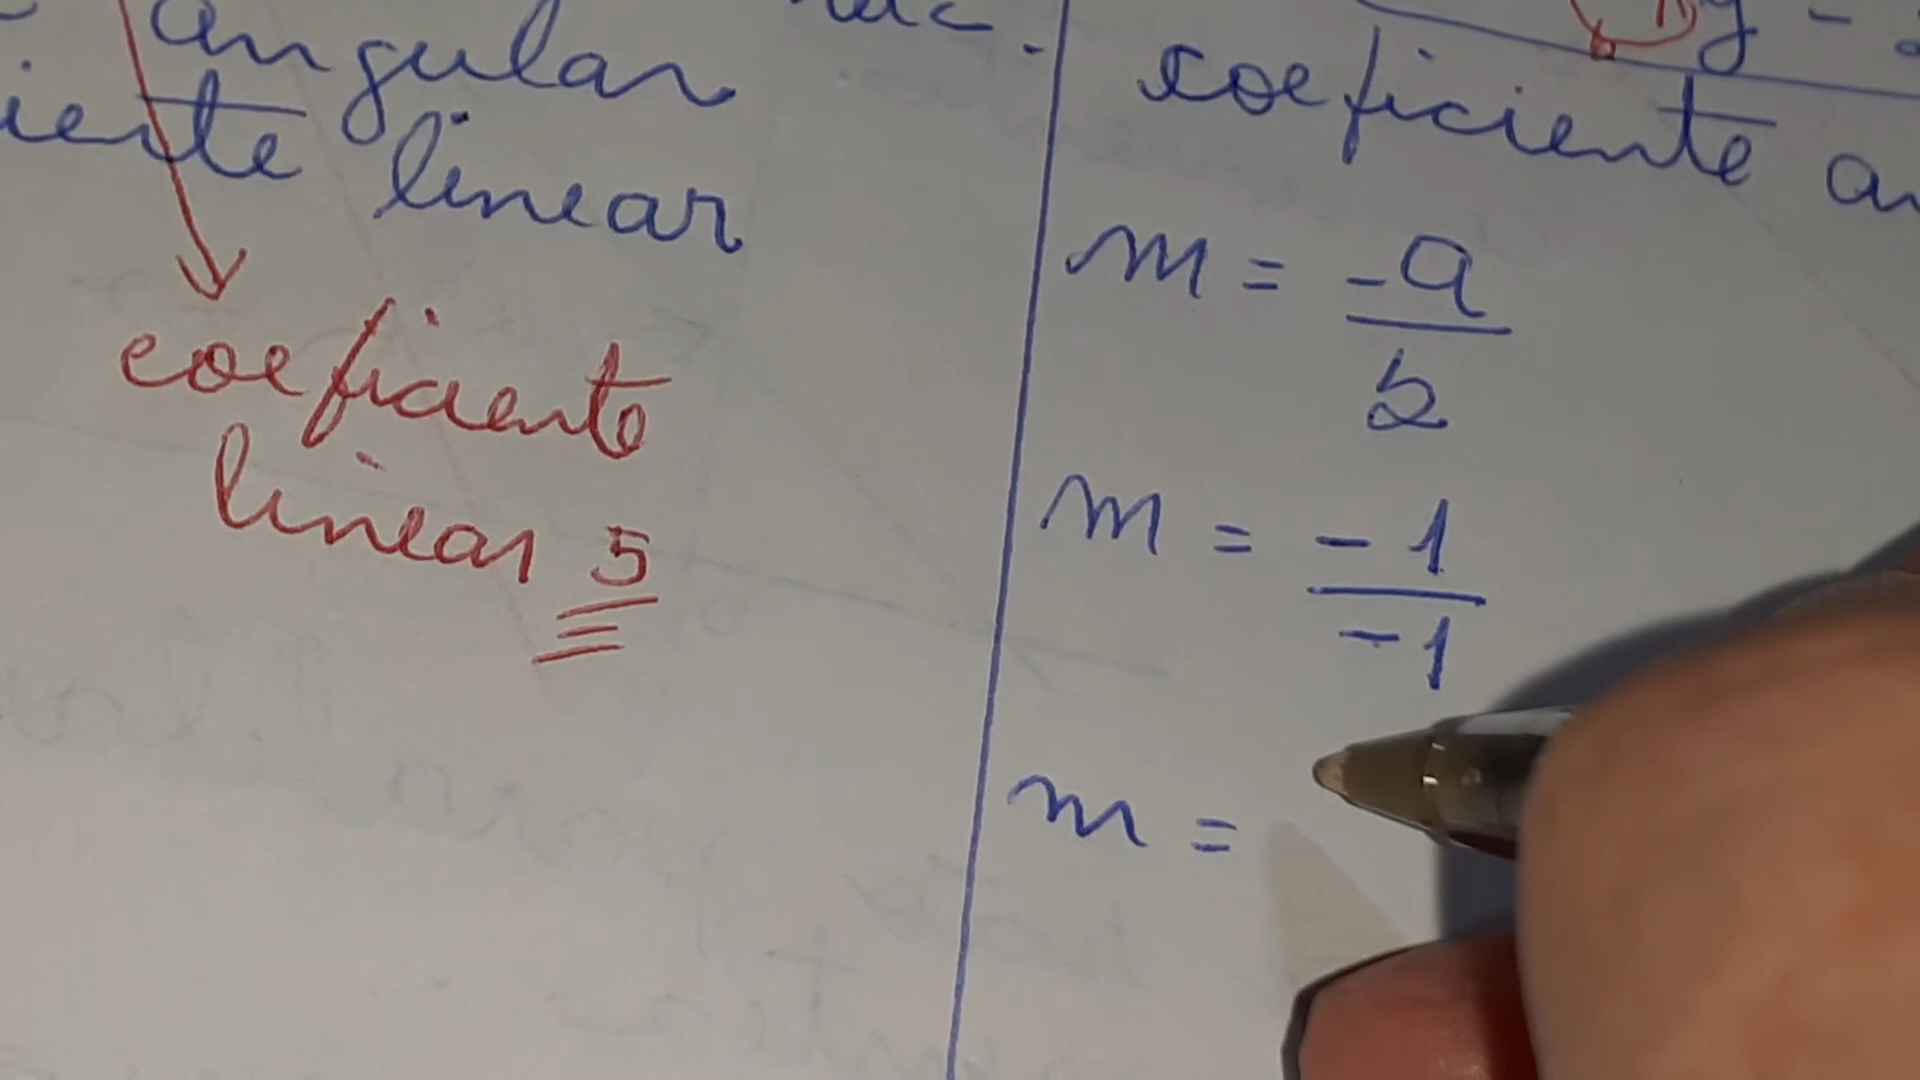 angular
linear
coeficiente
linear 5
coeficiente
m = -a
b
m = -1
-1
m =